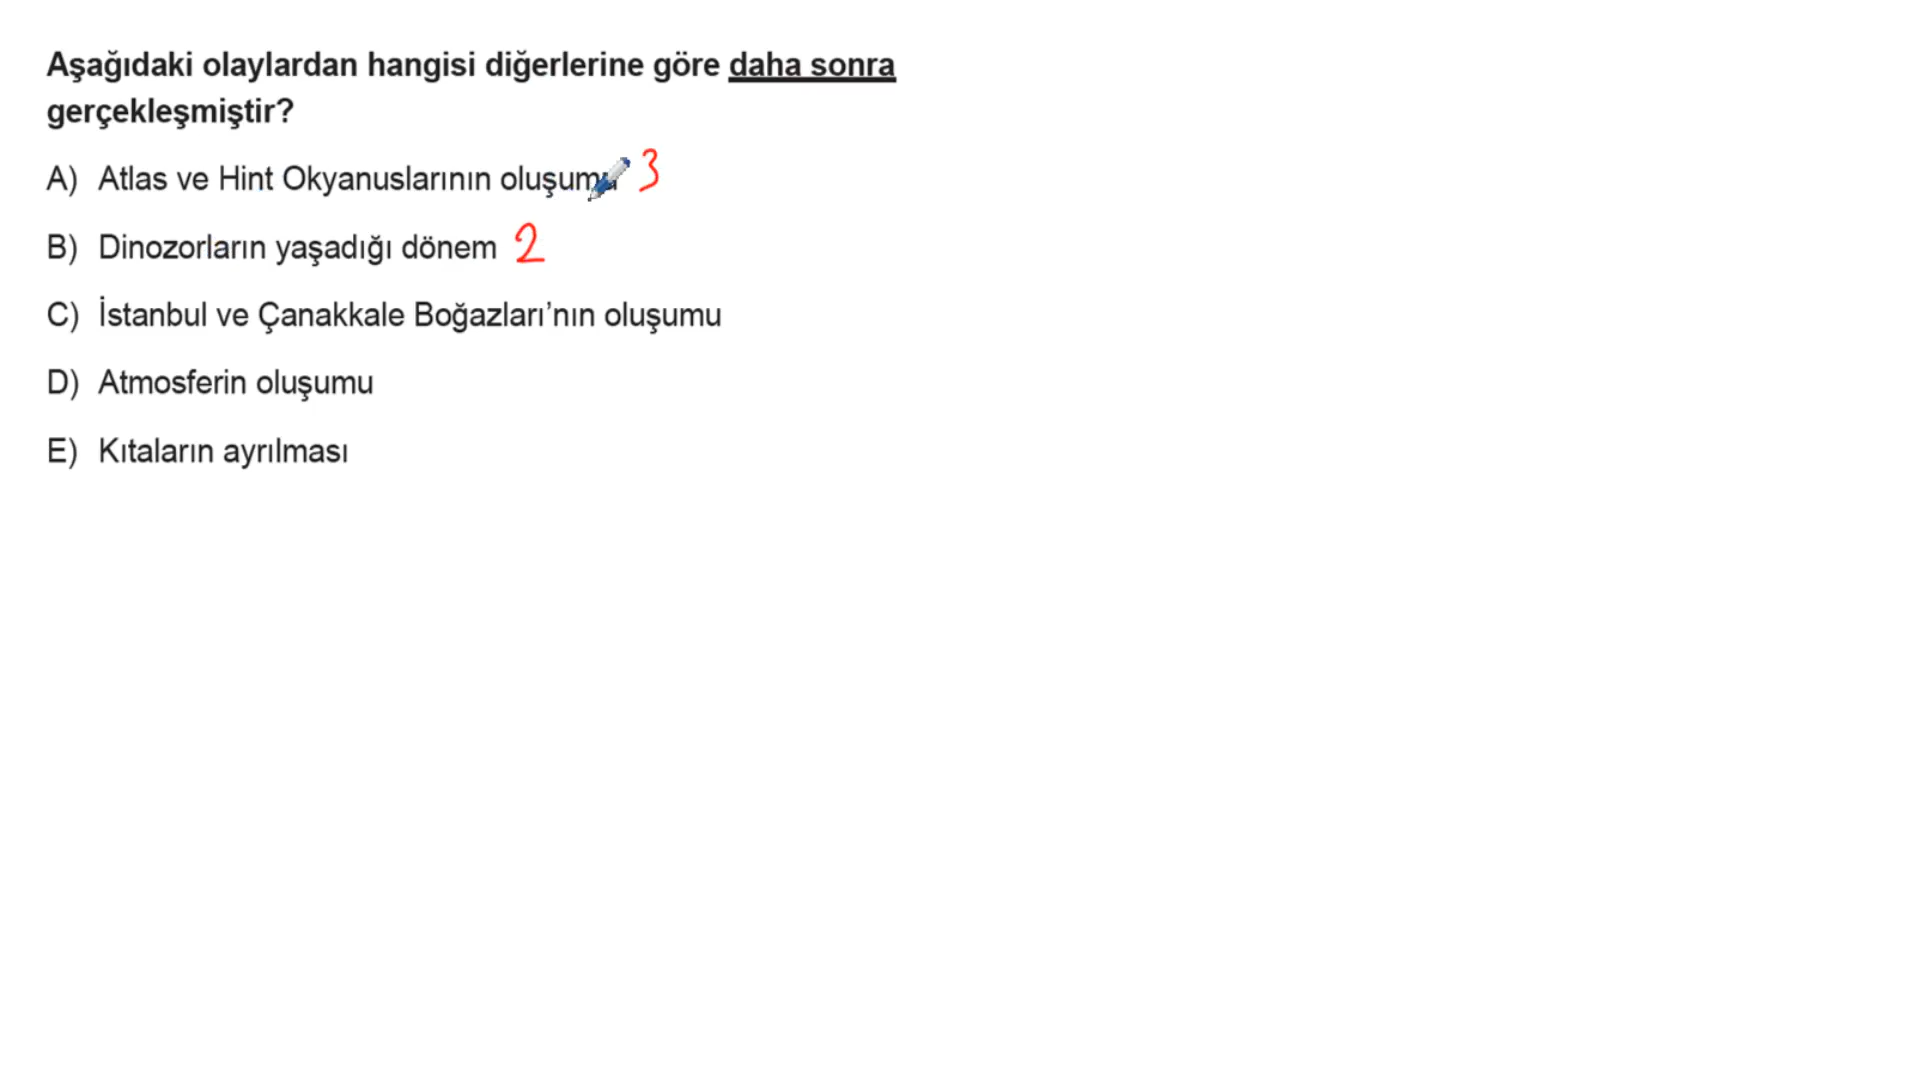 Aşağıdaki olaylardan hangisi diğerlerine göre daha sonra
gerçekleşmiştir?
A) Atlas ve Hint Okyanuslarının oluşumu 3
B) Dinozorların yaşadığı dönem 2
C) İstanbul ve Çanakkale Boğazları’nın oluşumu
D) Atmosferin oluşumu
E) Kıtaların ayrılması